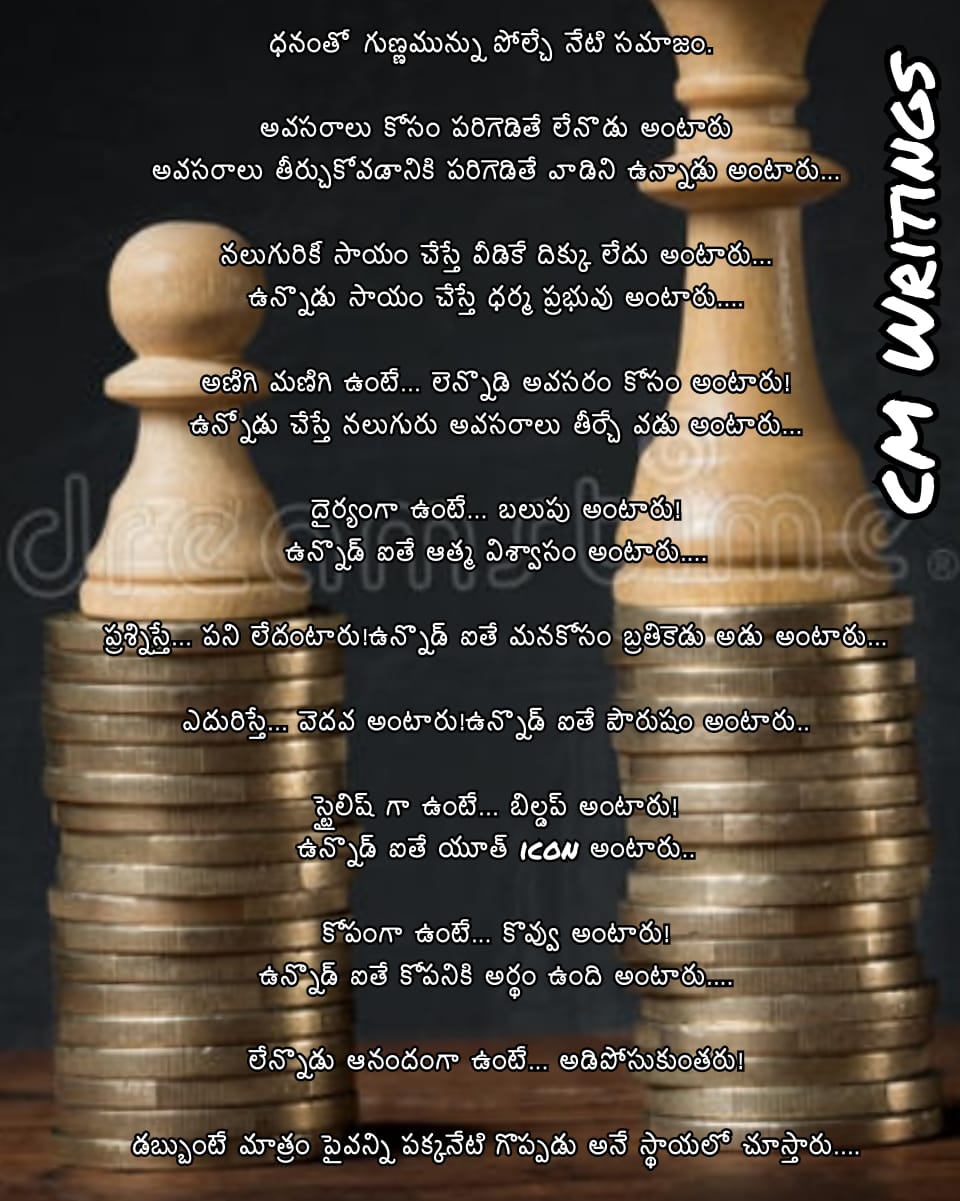 ధనంతో గుణ్ణమున్ను పోల్చే నేటి సమాజం.
అవసరాలు కోసం పరిగెడితే లేనొడు అంటారు
అవసరాలు తీర్చుకోవడానికి పరిగెడితే వాడిని ఉన్నాడు అంటారు...
నలుగురికి సాయం చేస్తే వీడికే దిక్కు లేదు అంటారు...
ఉన్నొడు సాయం చేస్తే ధర్మ ప్రభువు అంటారు....
అణిగి మణిగి ఉంటే... లెన్నొడి అవసరం కోసం అంటారు!
ఉన్నోడు చేస్తే నలుగురు అవసరాలు తీర్చే వడు అంటారు...
దైర్యంగా ఉంటే... బలుపు అంటారు!
ఉన్నొడ్ ఐతే ఆత్మ విశ్వాసం అంటారు....
ప్రశ్నిస్తే... పని లేదంటారు!ఉన్నొడ్ ఐతే మనకోసం బ్రతికెడు అడు అంటారు...
ఎదురిస్తే... వెదవ అంటారు!ఉన్నొడ్ ఐతే పౌరుషం అంటారు..
స్టైలిష్ గా ఉంటే... బిల్డప్ అంటారు!
ఉన్నొడ్ ఐతే యూత్ ICON అంటారు..
కోపంగా ఉంటే... కొవ్వు అంటారు!
ఉన్నొడ్ ఐతే కోపనికి అర్థం ఉంది అంటారు....
లేన్నొడు ఆనందంగా ఉంటే... అడిపోసుకుంతరు!
డబ్బుంటే మాత్రం పైవన్ని పక్కనేటి గొప్పడు అనే స్థాయలో చూస్తారు....
CM WRITINGS
dreamstime®